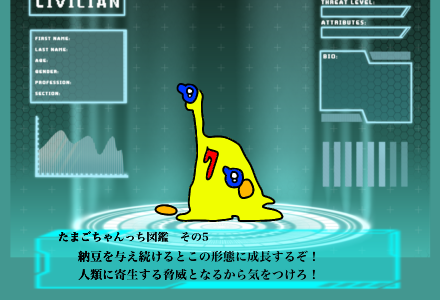 CIVILIAN
THREAT LEVEL:
ATTRIBUTES:
FIRST NAME:
LAST NAME:
AGE:
GENDER:
PROFESSION:
SECTION:
BIO:
7
たまごちゃんっち図鑑 その5
納豆を与え続けるとこの形態に成長するぞ！
人類に寄生する脅威となるから気をつけろ！